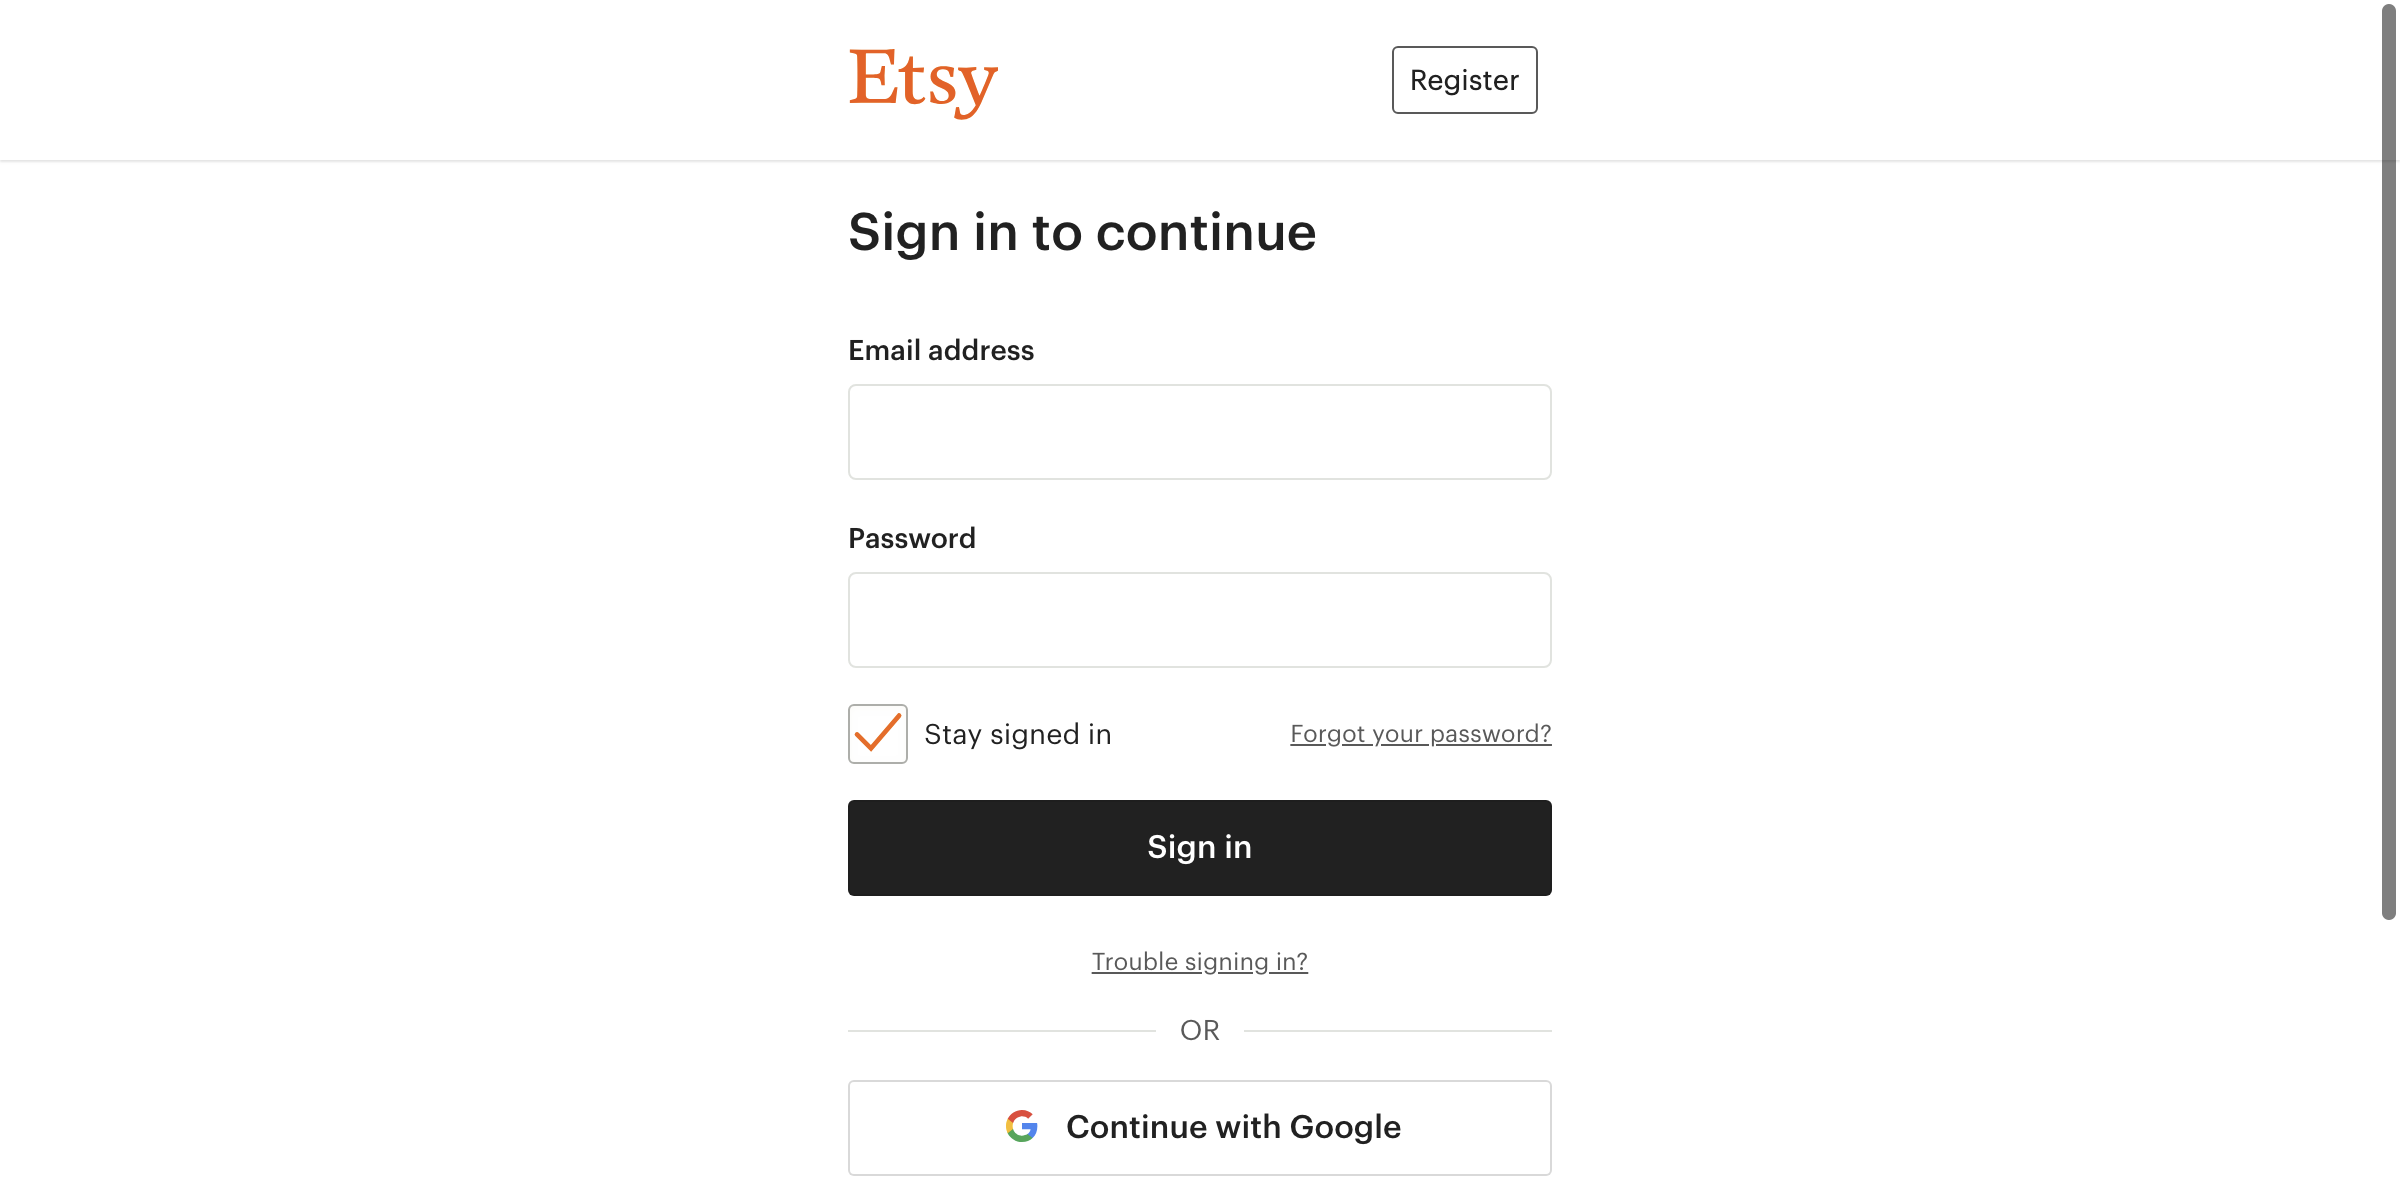 Etsy
Register
Sign in to continue
Email address
Password
Stay signed in
Forgot your password?
Sign in
Trouble signing in?
OR
Continue with Google